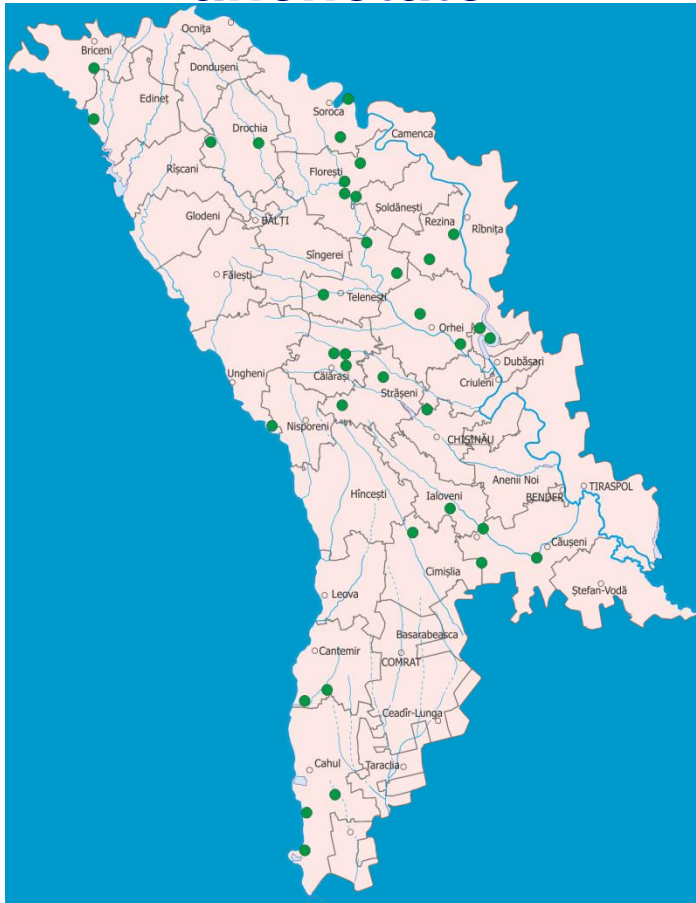 Ocnița
Briceni
Dondușeni
Edineț
Soroca
Drochia
Camenca
Rîșcani
Florești
Șoldănești
Glodeni
BĂLȚI
Rezina
Rîbnița
Sîngerei
Fălești
Telenești
Orhei
Dubăsari
Ungheni
Călărași
Criuleni
Strășeni
Nisporeni
CHIȘINĂU
Anenii Noi
Hîncești
Ialoveni
BENDER
TIRASPOL
Căușeni
Cimișlia
Ștefan-Vodă
Leova
Basarabeasca
Cantemir
COMRAT
Ceadîr-Lunga
Cahul
Taraclia